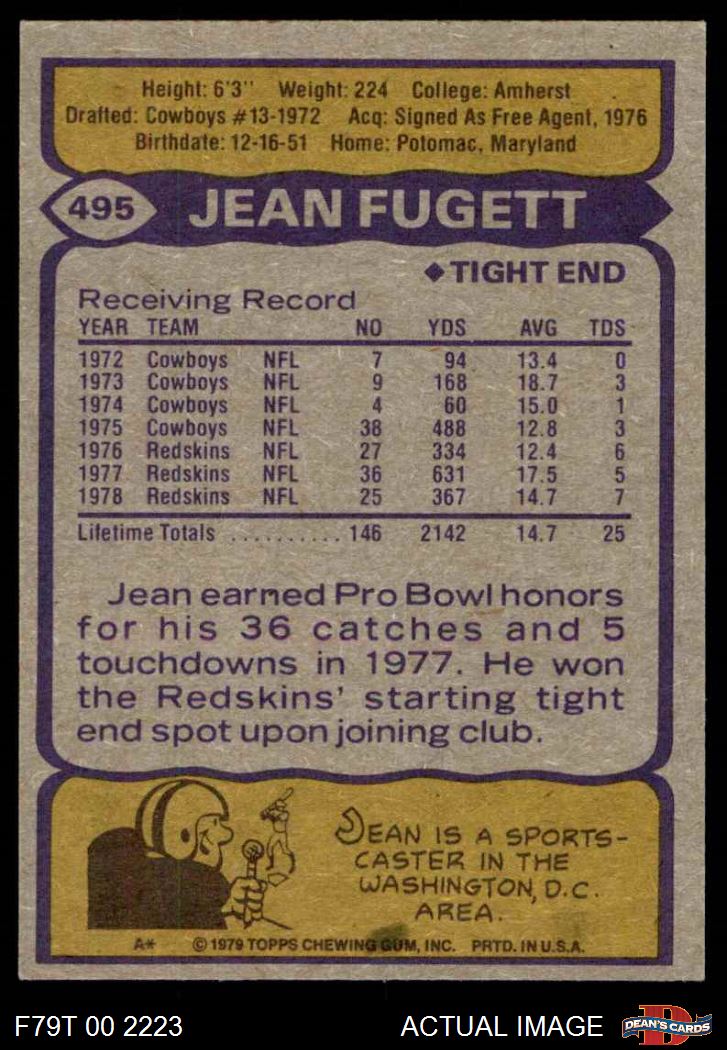 Height: 6'3" Weight: 224 College: Amherst
Drafted: Cowboys #13-1972 Acq: Signed As Free Agent, 1976
Birthdate: 12-16-51 Home: Potomac, Maryland
495 JEAN FUGETT
◆TIGHT END
Receiving Record
YEAR TEAM NO YDS AVG TDS
1972 Cowboys NFL 7 94 13.4 0
1973 Cowboys NFL 9 168 18.7 3
1974 Cowboys NFL 4 60 15.0 1
1975 Cowboys NFL 38 488 12.8 3
1976 Redskins NFL 27 334 12.4 6
1977 Redskins NFL 36 631 17.5 5
1978 Redskins NFL 25 367 14.7 7
Lifetime Totals .......... 146 2142 14.7 25
Jean earned Pro Bowl honors
for his 36 catches and 5
touchdowns in 1977. He won
the Redskins' starting tight
end spot upon joining club.
JEAN IS A SPORTS-
CASTER IN THE
WASHINGTON, D.C.
AREA.
A* © 1979 TOPPS CHEWING GUM, INC. PRTD. IN U.S.A.
F79T 00 2223 ACTUAL IMAGE D DEAN'S CARDS